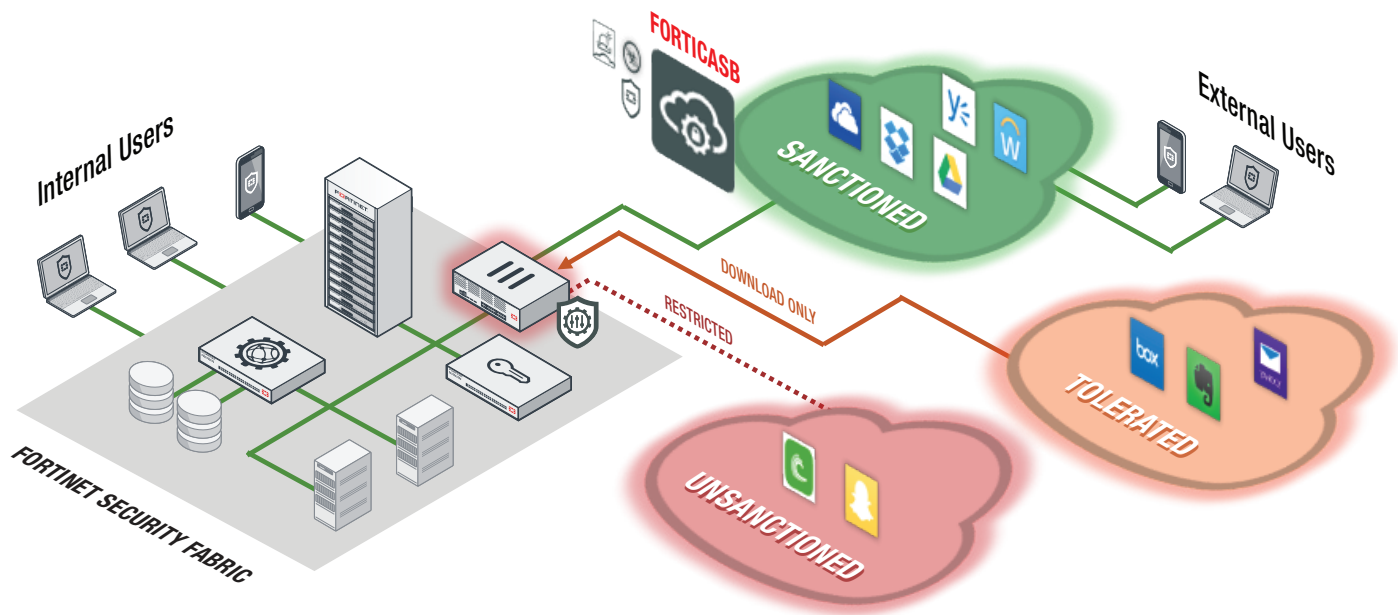 FORTICASB
External Users
Internal Users
SANCTIONED
FORTINET
DOWNLOAD ONLY
RESTRICTED
box
TOLERATED
UNSANCTIONED
FORTINET SECURITY FABRIC